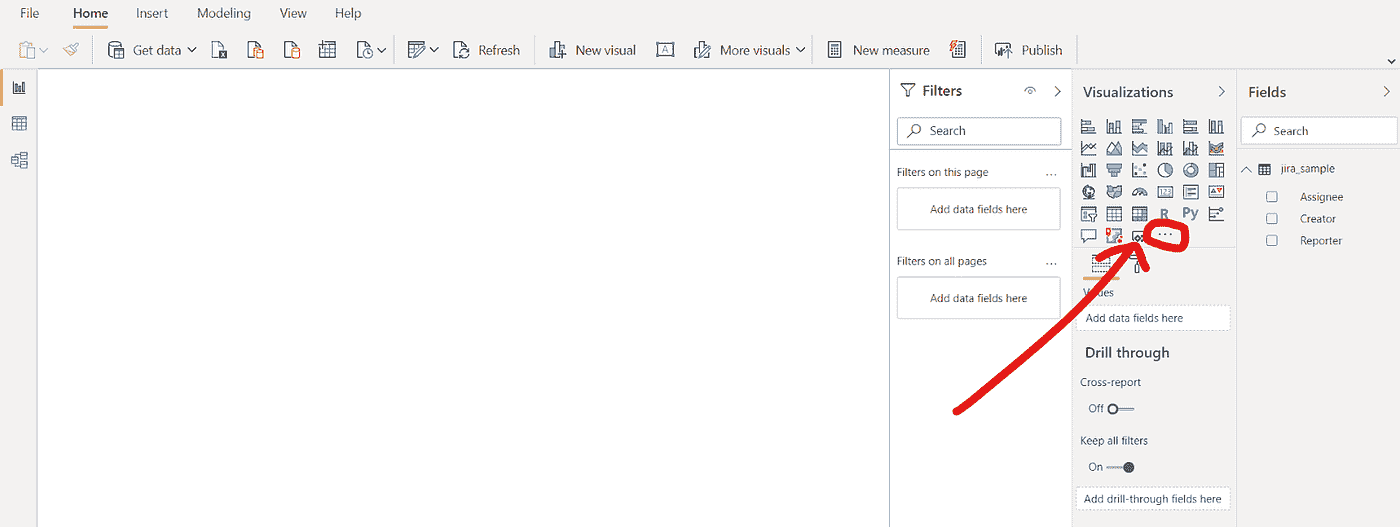 File Home Insert Modeling View Help
Get data Refresh New visual A More visuals New measure Publish
Filters
Search
Filters on this page ...
Add data fields here
Filters on all pages ...
Add data fields here
Visualizations
123
R Py
...
Values
Add data fields here
Drill through
Cross-report
Off
Keep all filters
On
Add drill-through fields here
Fields
Search
jira_sample
Assignee
Creator
Reporter